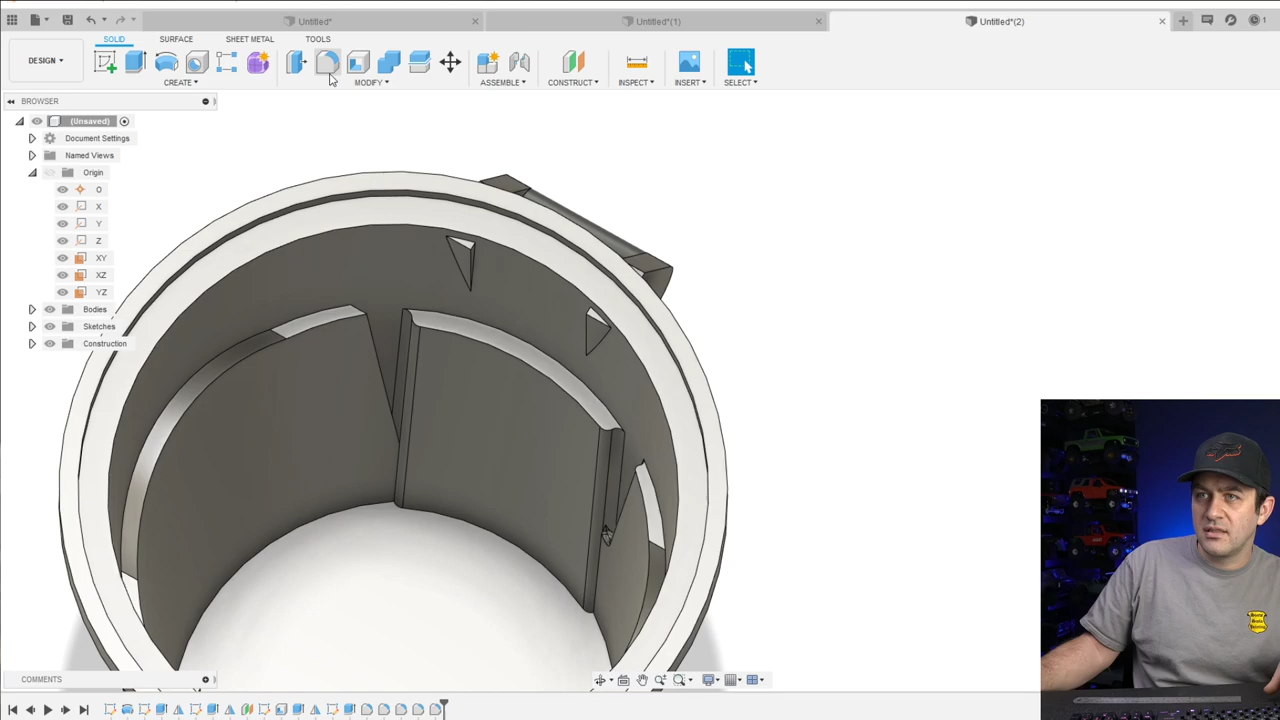 Untitled*
Untitled*(1)
Untitled*(2)
1
DESIGN
SOLID
SURFACE
SHEET METAL
TOOLS
CREATE
MODIFY
ASSEMBLE
CONSTRUCT
INSPECT
INSERT
SELECT
BROWSER
(Unsaved)
Document Settings
Named Views
Origin
O
X
Y
Z
XY
XZ
YZ
Bodies
Sketches
Construction
COMMENTS